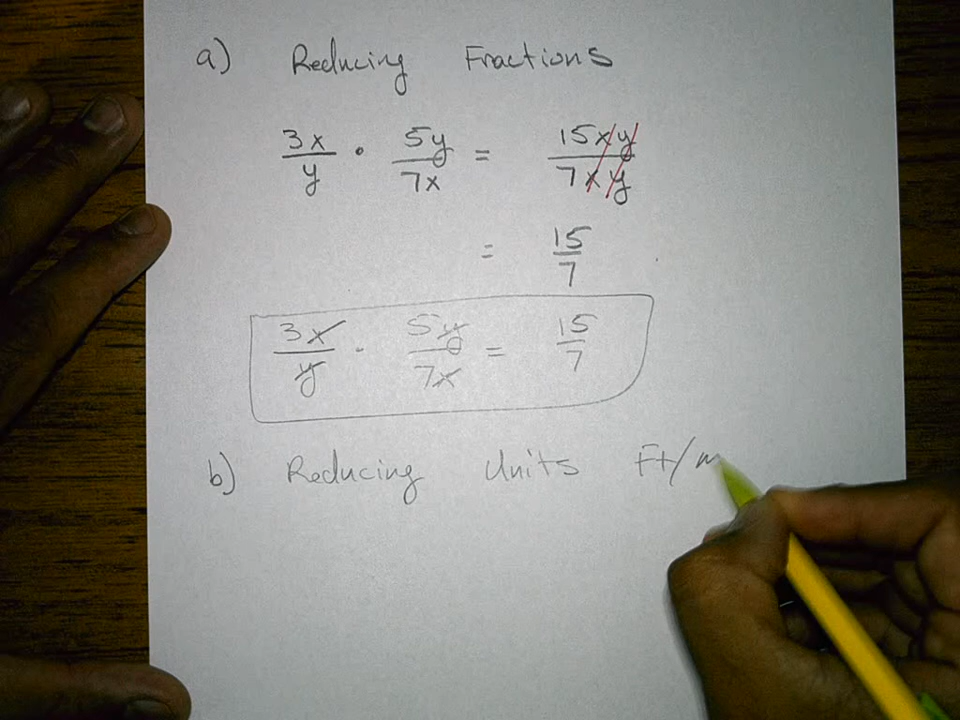 a) Reducing Fractions
3x/y · 5y/7x = 15xy/7xy
= 15/7
3x/y · 5y/7x = 15/7
b) Reducing Units Ft/m